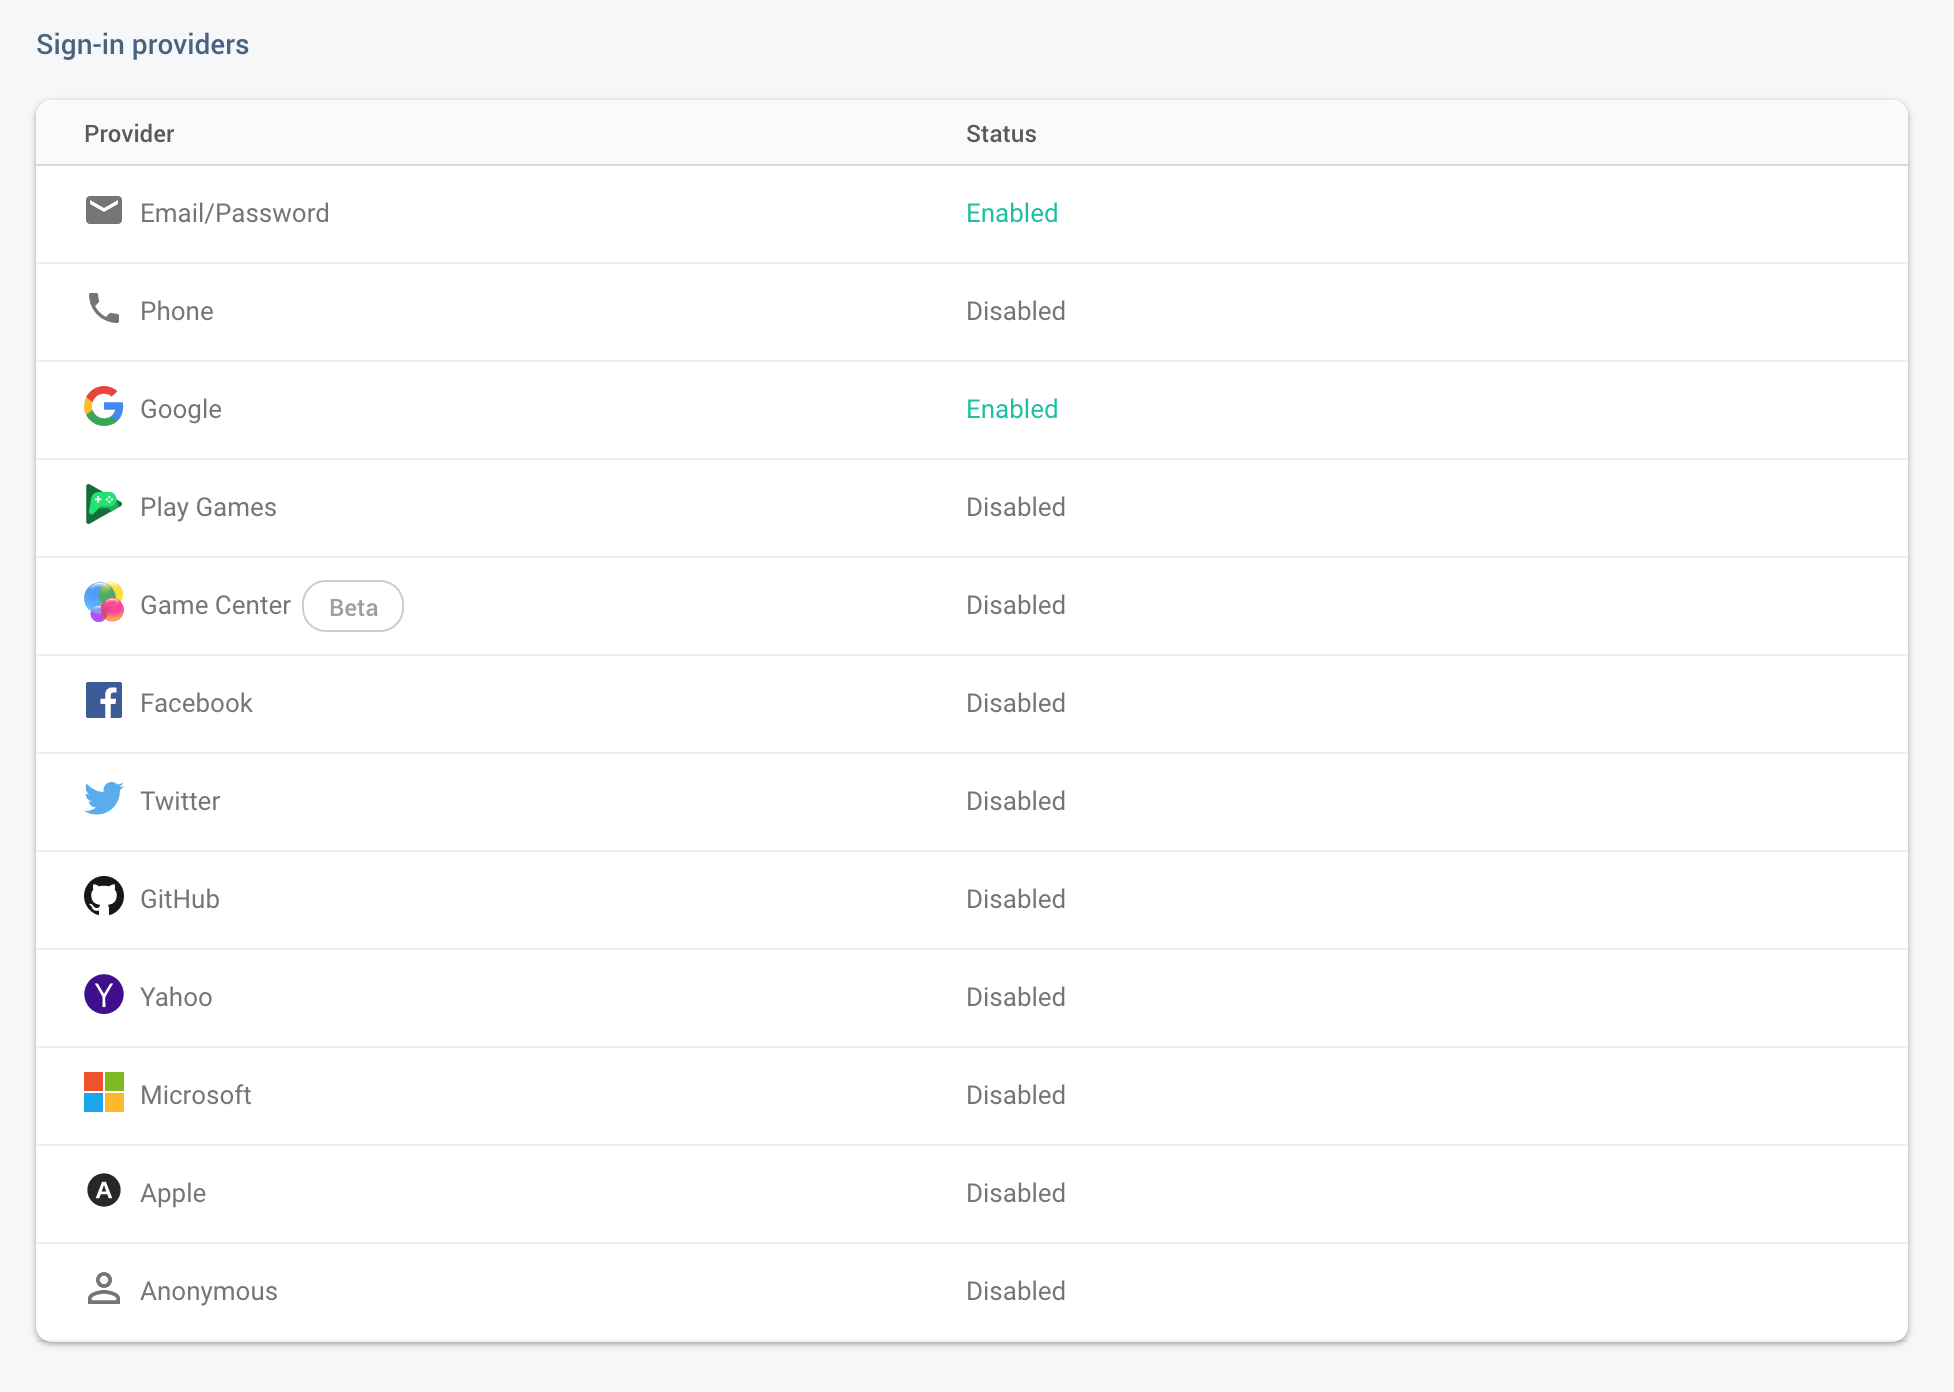 Sign-in providers
Provider Status
Email/Password Enabled
Phone Disabled
Google Enabled
Play Games Disabled
Game Center Beta Disabled
Facebook Disabled
Twitter Disabled
GitHub Disabled
Yahoo Disabled
Microsoft Disabled
Apple Disabled
Anonymous Disabled